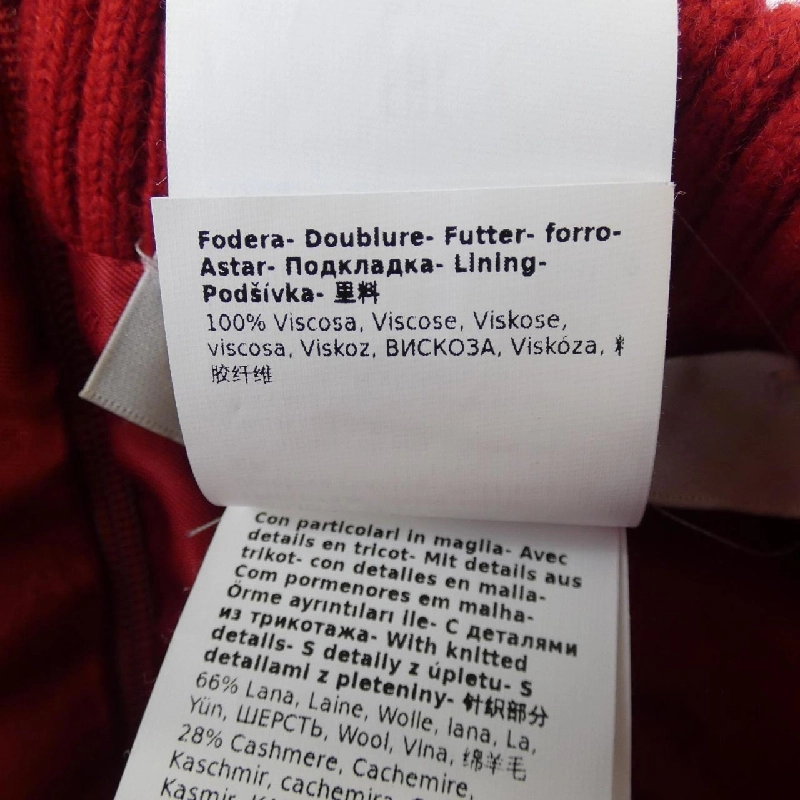 Fodera- Doublure- Futter- forro-
Astar- Подкладка- Lining-
Podšívka- 里料
100% Viscosa, Viscose, Viskose,
viscosa, Viskoz, ВИСКОЗА, Viskóza,
胶纤维
Con particolari in maglia- Avec
details en tricot- Mit details aus
trikot- con detalles en malla-
Com pormenores em malha-
Örme ayrıntıları ile- С деталями
из трикотажа- With knitted
details- S detaily z úpletu- S
detailami z pleteniny- 针织部分
66% Lana, Laine, Wolle, lana, La,
Yün, ШЕРСТЬ, Wool, Vlna, 绵羊毛
28% Cashmere, Cachemire,
Kaschmir, cachemira,
Kasmir,